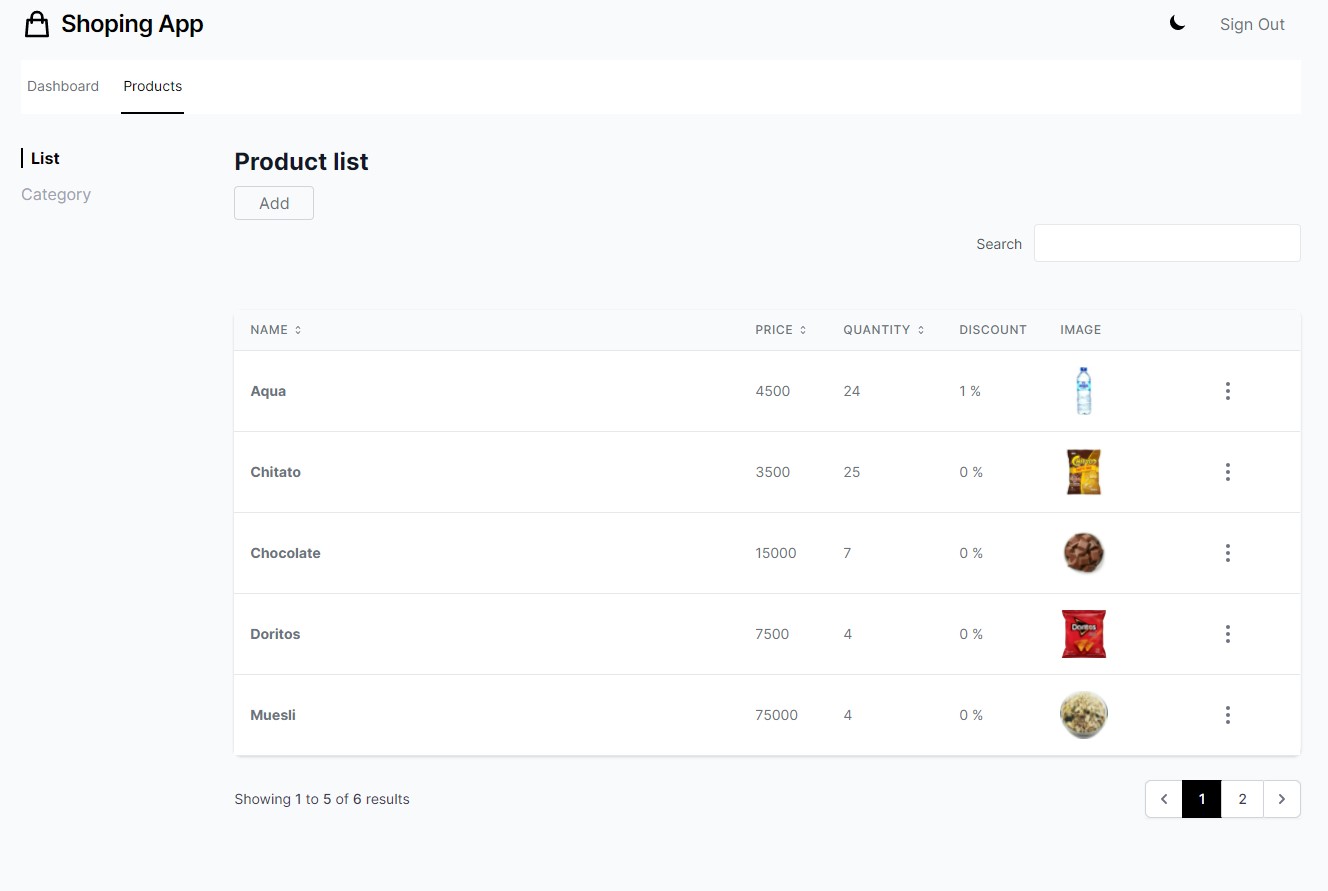 Shoping App
Sign Out
Dashboard Products
List
Category
Product list
Add
Search
NAME PRICE QUANTITY DISCOUNT IMAGE
Aqua 4500 24 1 %
Chitato 3500 25 0 %
Chocolate 15000 7 0 %
Doritos 7500 4 0 %
Doritos
Muesli 75000 4 0 %
Showing 1 to 5 of 6 results
1 2